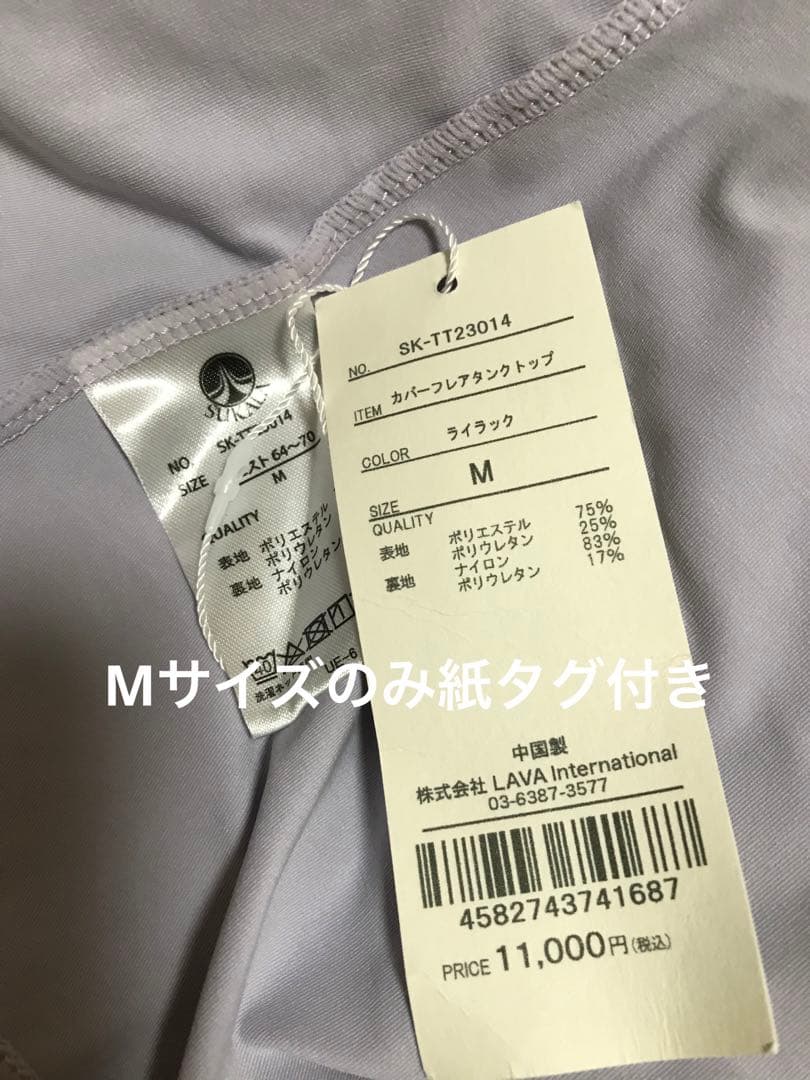 NO. SK-TT23014
ITEM カバーフレアタンクトップ
COLOR ライラック
SIZE M
QUALITY
表地 ポリエステル 75%
ポリウレタン 25%
裏地 ナイロン 83%
ポリウレタン 17%
中国製
株式会社 LAVA International
03-6387-3577
4582743741687
PRICE 11,000円(税込)
NO.
SIZE 64~70
M
QUALITY
表地 ポリエステル
ポリウレタン
裏地 ナイロン
ポリウレタン
40
UE-6
Mサイズのみ紙タグ付き